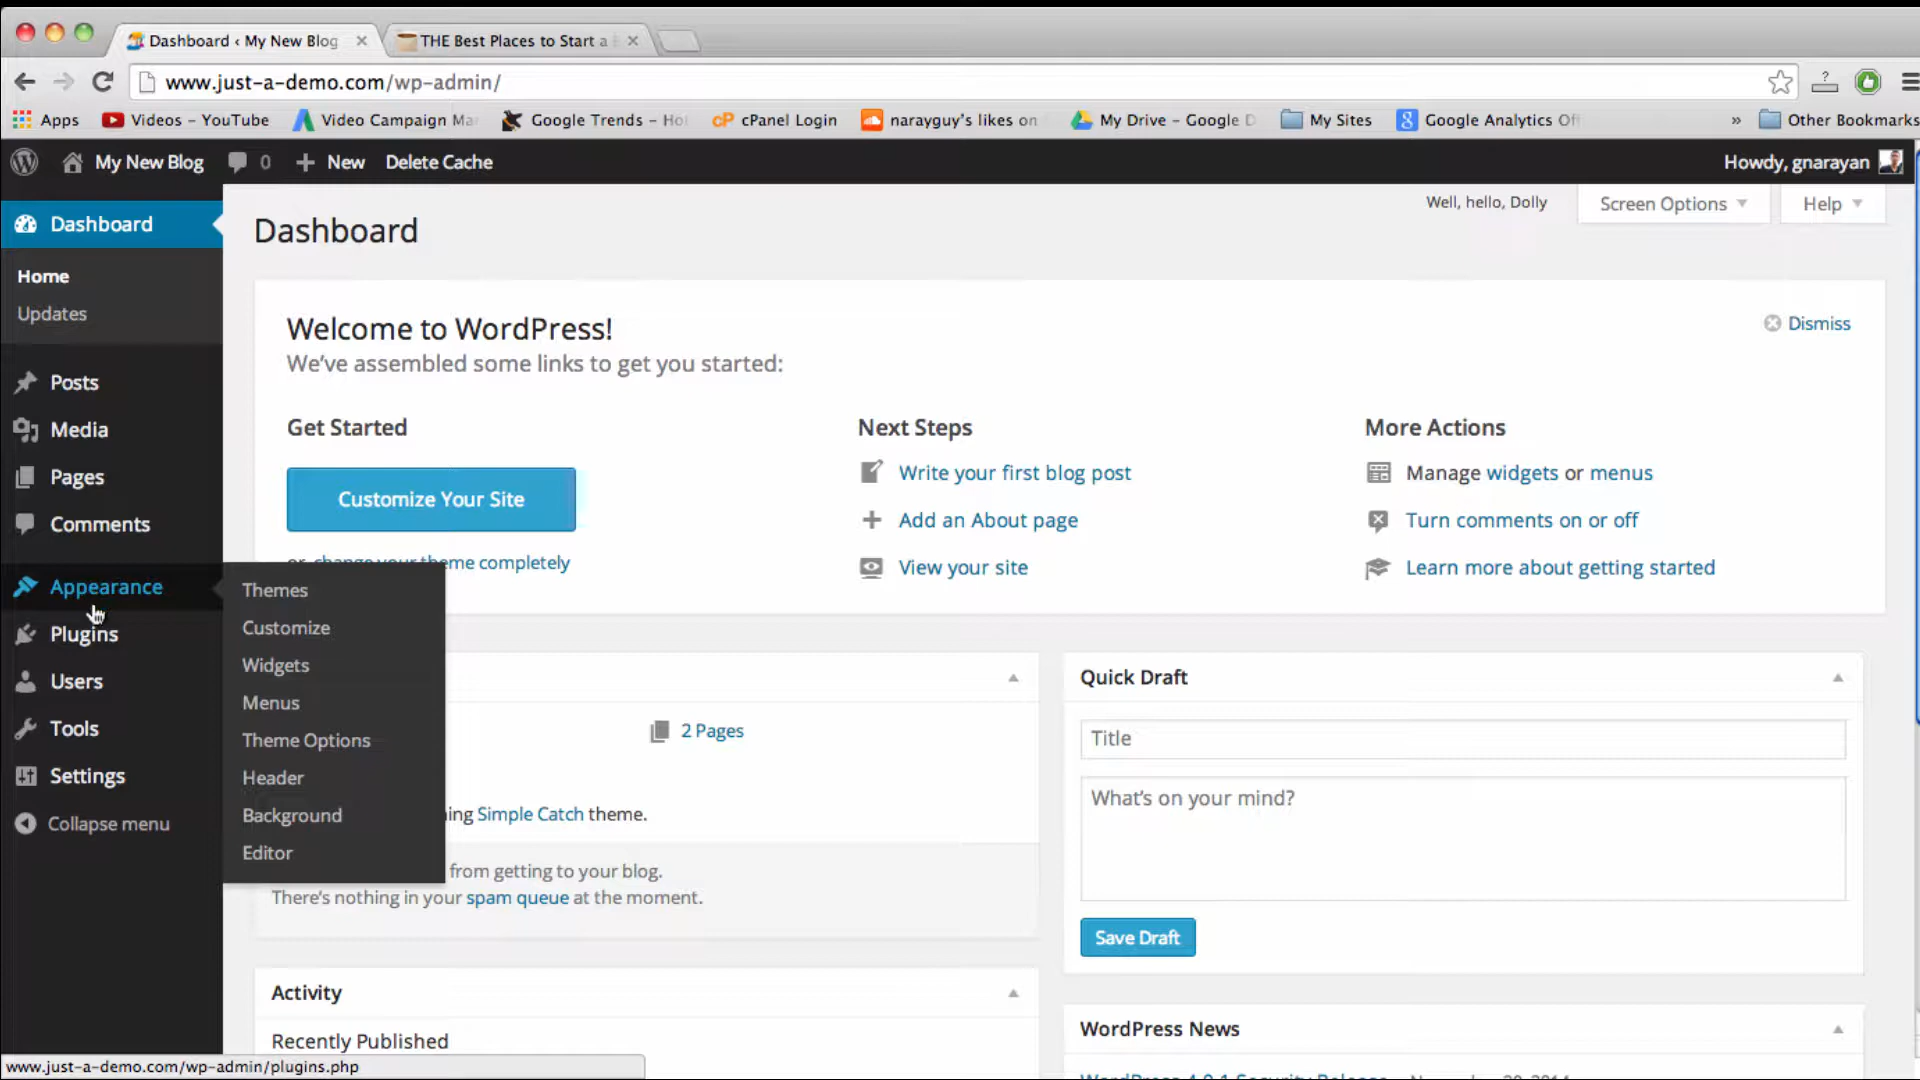 Dashboard ‹ My New Blog
THE Best Places to Start a
www.just-a-demo.com/wp-admin/
Apps
Videos – YouTube
Video Campaign Ma
Google Trends – Ho
cPanel Login
narayguy's likes on
My Drive – Google D
My Sites
Google Analytics Of
»
Other Bookmarks
My New Blog
0
New
Delete Cache
Howdy, gnarayan
Dashboard
Home
Updates
Posts
Media
Pages
Comments
Appearance
Plugins
Users
Tools
Settings
Collapse menu
Themes
Customize
Widgets
Menus
Theme Options
Header
Background
Editor
Well, hello, Dolly
Screen Options
Help
Dashboard
Welcome to WordPress!
We've assembled some links to get you started:
Dismiss
Get Started
Customize Your Site
or change your theme completely
Next Steps
Write your first blog post
Add an About page
View your site
More Actions
Manage widgets or menus
Turn comments on or off
Learn more about getting started
2 Pages
ing Simple Catch theme.
from getting to your blog.
There's nothing in your spam queue at the moment.
Activity
Recently Published
Quick Draft
Title
What's on your mind?
Save Draft
WordPress News
WordPress 4.0.1 Security Release
www.just-a-demo.com/wp-admin/plugins.php